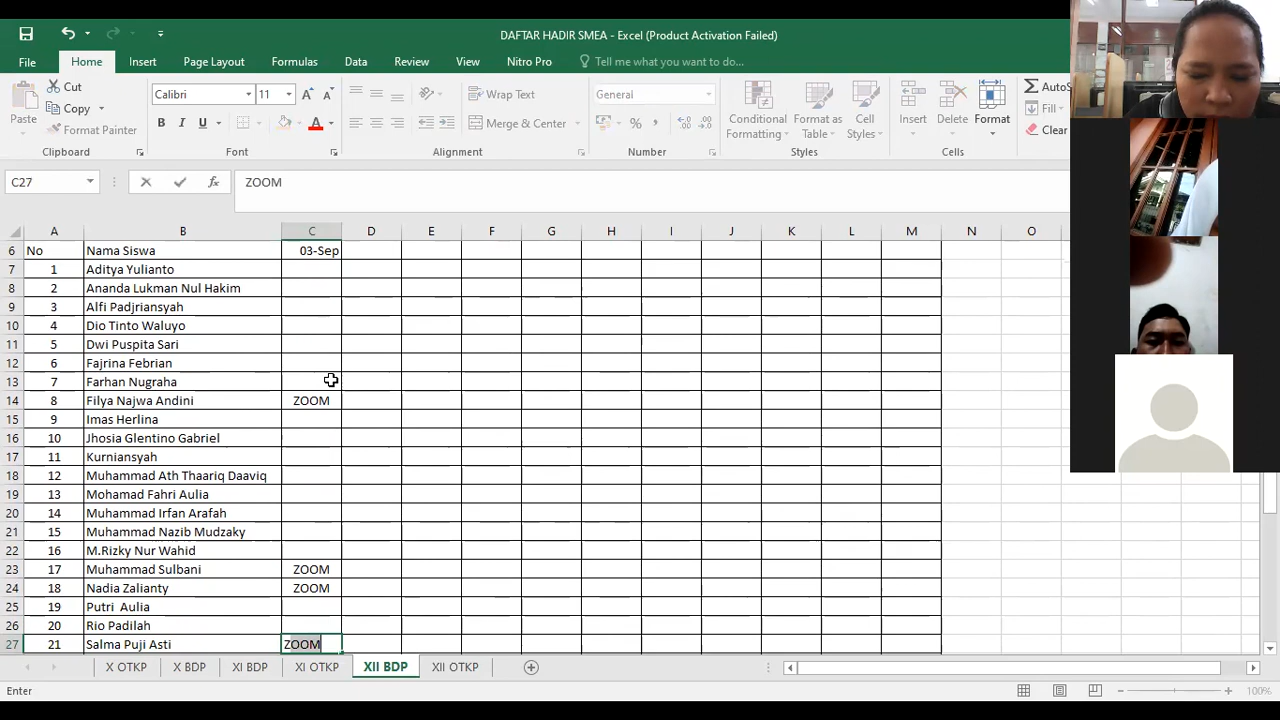 DAFTAR HADIR SMEA - Excel (Product Activation Failed)
File Home Insert Page Layout Formulas Data Review View Nitro Pro Tell me what you want to do...
Paste Cut Copy Format Painter
Clipboard
Calibri 11
B I U A
Font
Wrap Text
Merge & Center
Alignment
General
%
Number
Conditional Formatting
Format as Table
Cell Styles
Styles
Insert Delete Format
Cells
AutoS
Fill
Clear
C27 fx ZOOM
A B C D E F G H I J K L M N O
6 No Nama Siswa 03-Sep
7 1 Aditya Yulianto
8 2 Ananda Lukman Nul Hakim
9 3 Alfi Padjriansyah
10 4 Dio Tinto Waluyo
11 5 Dwi Puspita Sari
12 6 Fajrina Febrian
13 7 Farhan Nugraha
14 8 Filya Najwa Andini ZOOM
15 9 Imas Herlina
16 10 Jhosia Glentino Gabriel
17 11 Kurniansyah
18 12 Muhammad Ath Thaariq Daaviq
19 13 Mohamad Fahri Aulia
20 14 Muhammad Irfan Arafah
21 15 Muhammad Nazib Mudzaky
22 16 M.Rizky Nur Wahid
23 17 Muhammad Sulbani ZOOM
24 18 Nadia Zalianty ZOOM
25 19 Putri Aulia
26 20 Rio Padilah
27 21 Salma Puji Asti ZOOM
X OTKP X BDP XI BDP XI OTKP XII BDP XII OTKP
Enter 100%